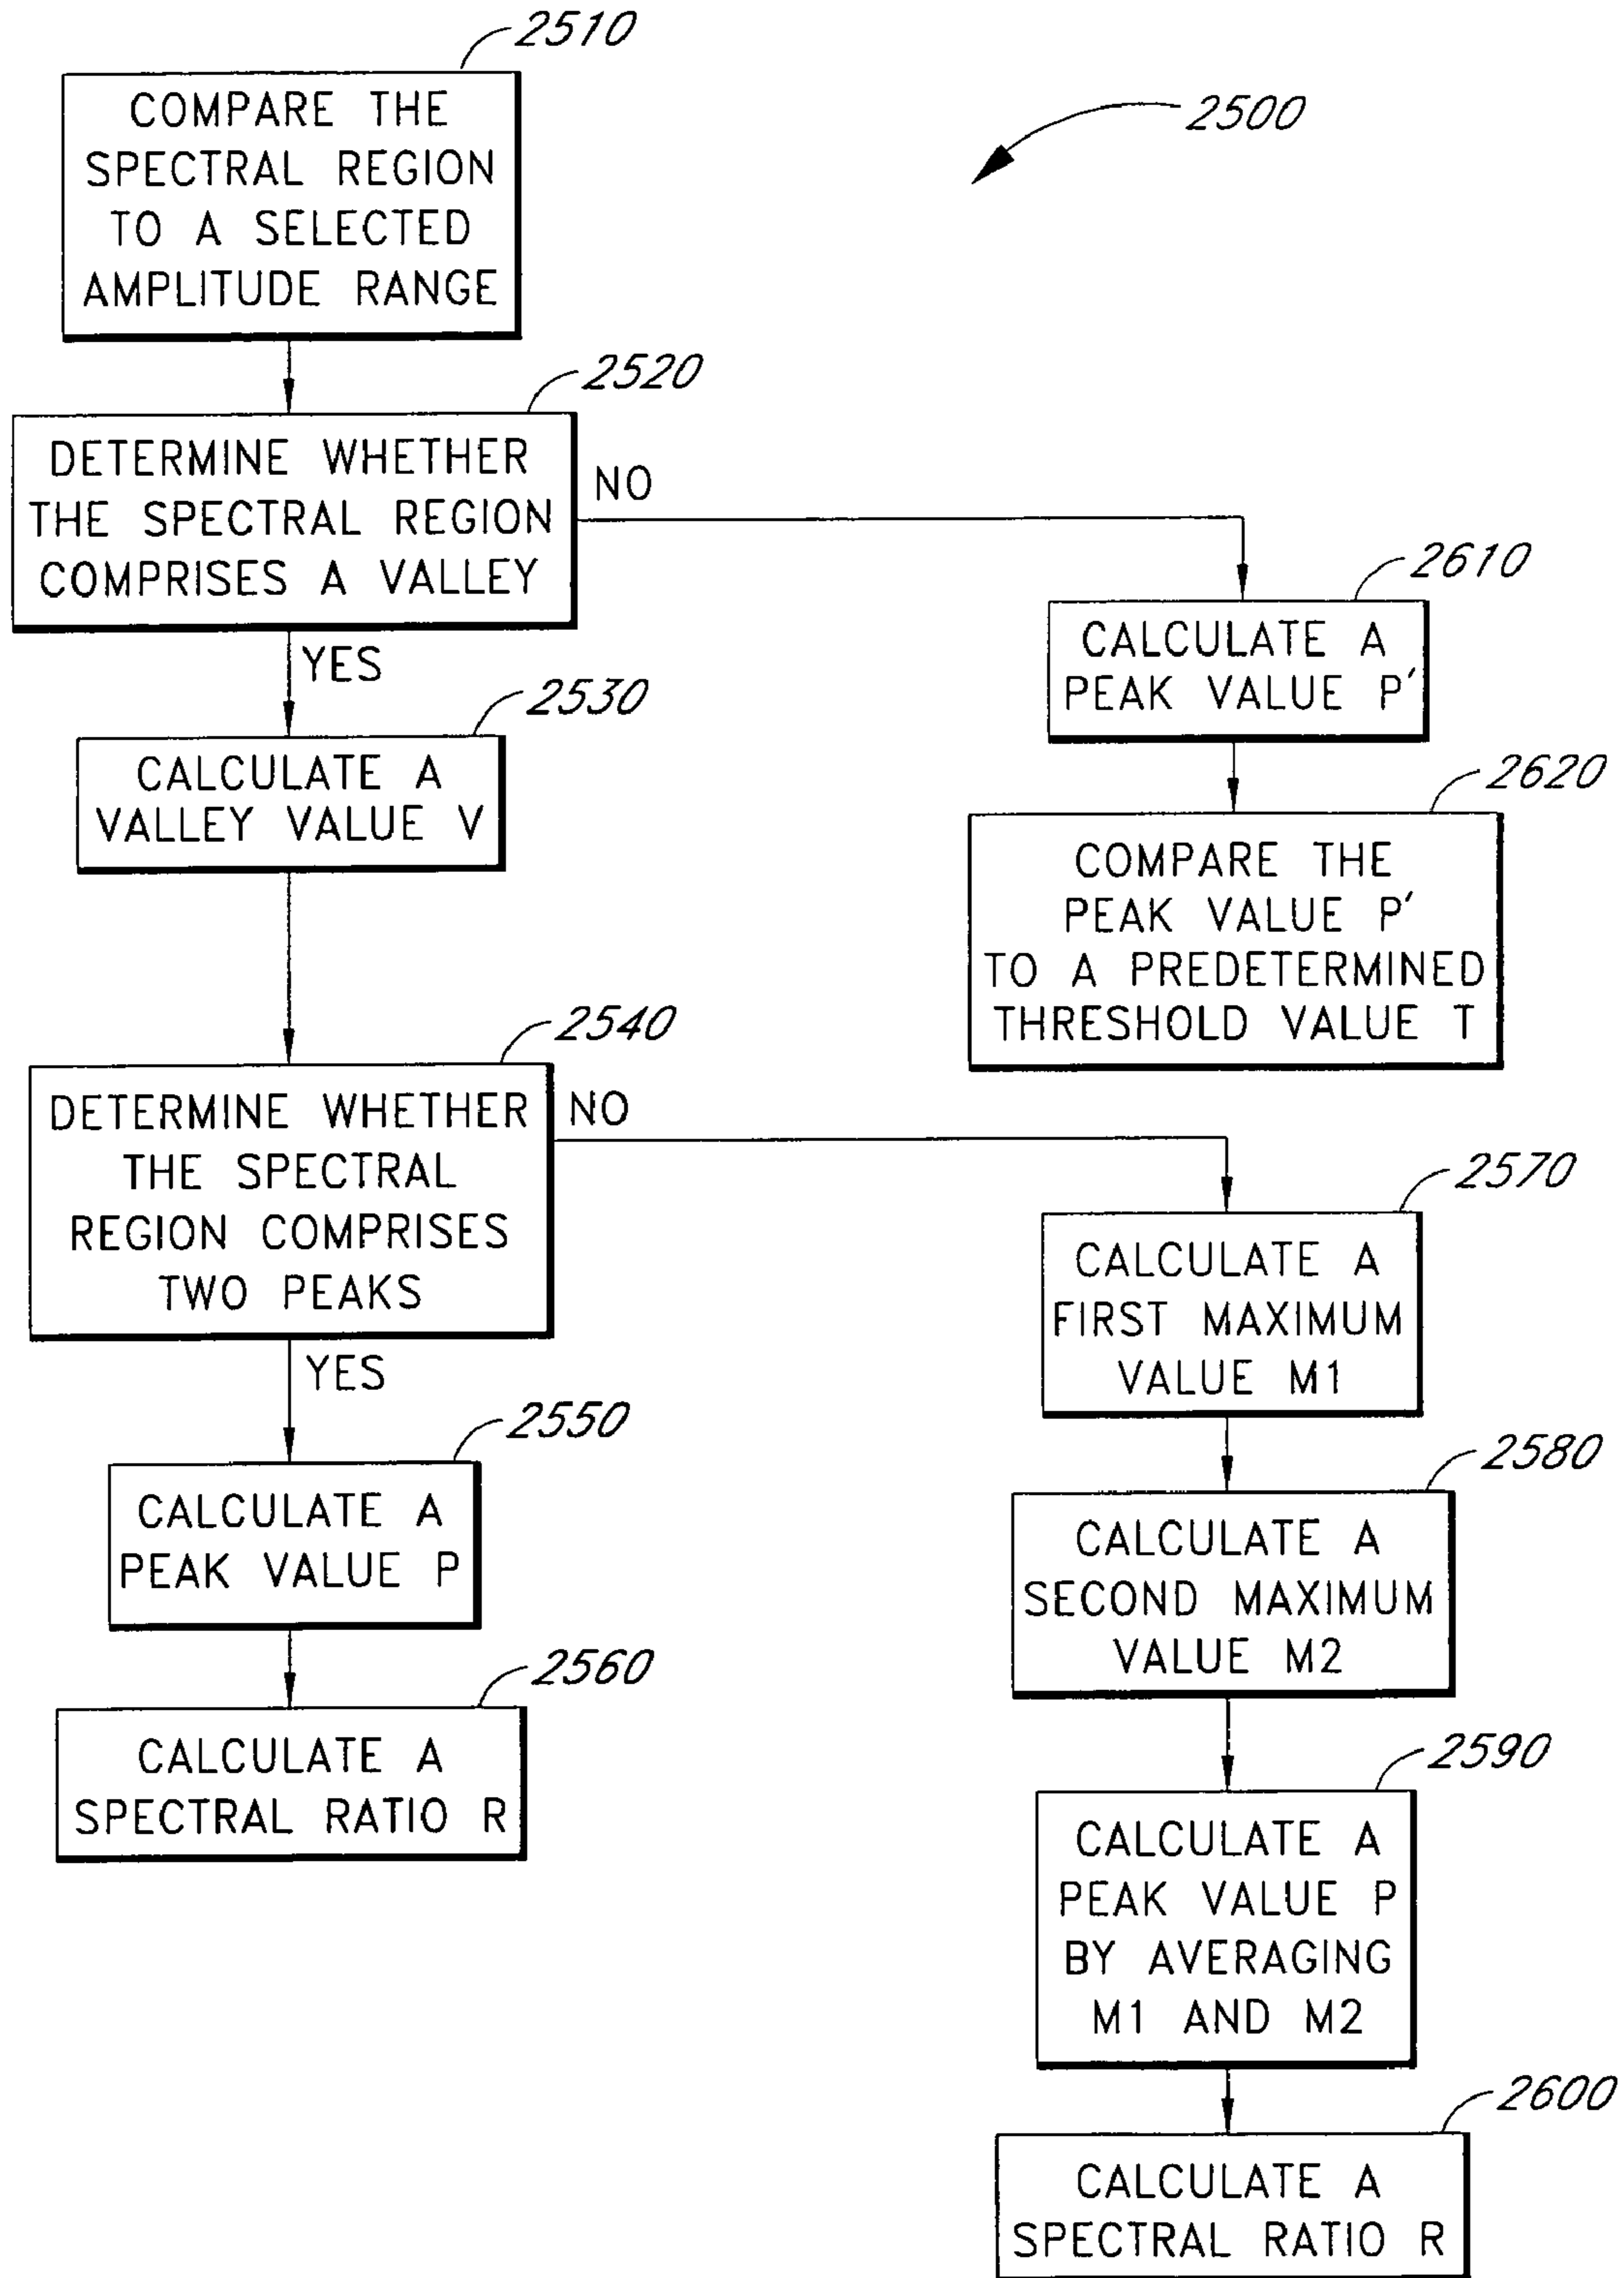 2510
COMPARE THE
SPECTRAL REGION
TO A SELECTED
AMPLITUDE RANGE
2500
2520
DETERMINE WHETHER
THE SPECTRAL REGION
COMPRISES A VALLEY
NO
YES
2610
CALCULATE A
PEAK VALUE P'
2530
CALCULATE A
VALLEY VALUE V
2620
COMPARE THE
PEAK VALUE P'
TO A PREDETERMINED
THRESHOLD VALUE T
2540
DETERMINE WHETHER
THE SPECTRAL
REGION COMPRISES
TWO PEAKS
NO
YES
2570
CALCULATE A
FIRST MAXIMUM
VALUE M1
2550
CALCULATE A
PEAK VALUE P
2580
CALCULATE A
SECOND MAXIMUM
VALUE M2
2560
CALCULATE A
SPECTRAL RATIO R
2590
CALCULATE A
PEAK VALUE P
BY AVERAGING
M1 AND M2
2600
CALCULATE A
SPECTRAL RATIO R